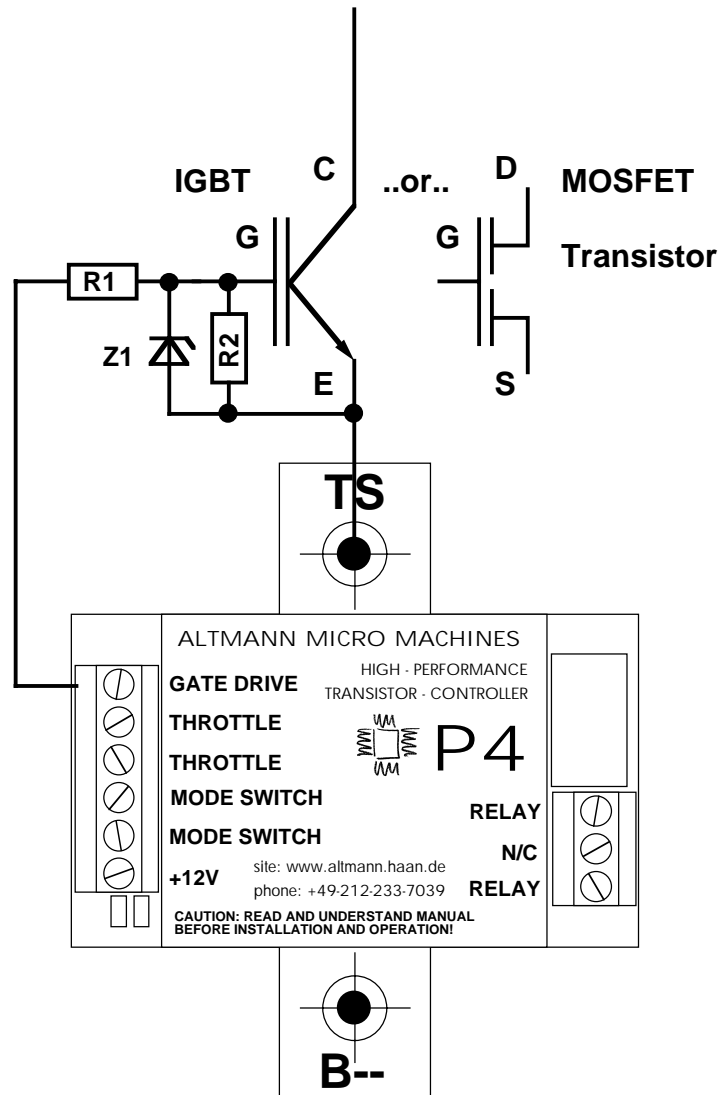 IGBT C ..or.. D MOSFET
G G Transistor
R1
Z1 R2
E S
TS
ALTMANN MICRO MACHINES
HIGH - PERFORMANCE
TRANSISTOR - CONTROLLER
P4
GATE DRIVE
THROTTLE
THROTTLE
MODE SWITCH
MODE SWITCH
+12V
RELAY
N/C
RELAY
site: www.altmann.haan.de
phone: +49-212-233-7039
CAUTION: READ AND UNDERSTAND MANUAL
BEFORE INSTALLATION AND OPERATION!
B--